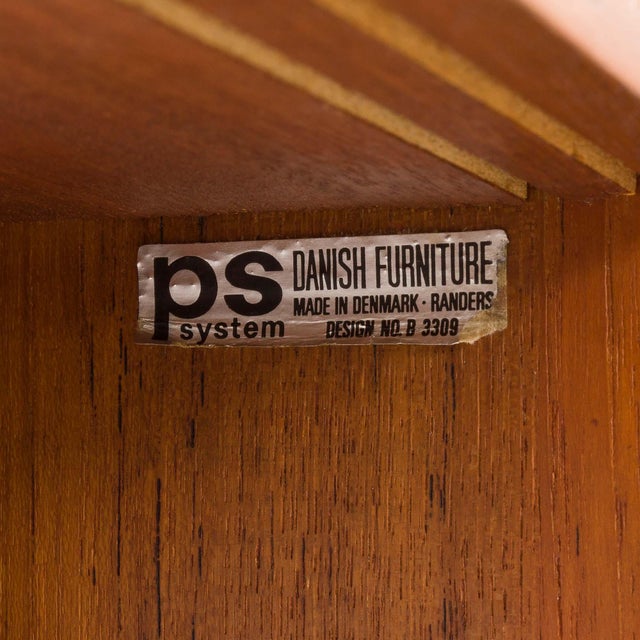 ps system
DANISH FURNITURE
MADE IN DENMARK · RANDERS
DESIGN NO. B 3309